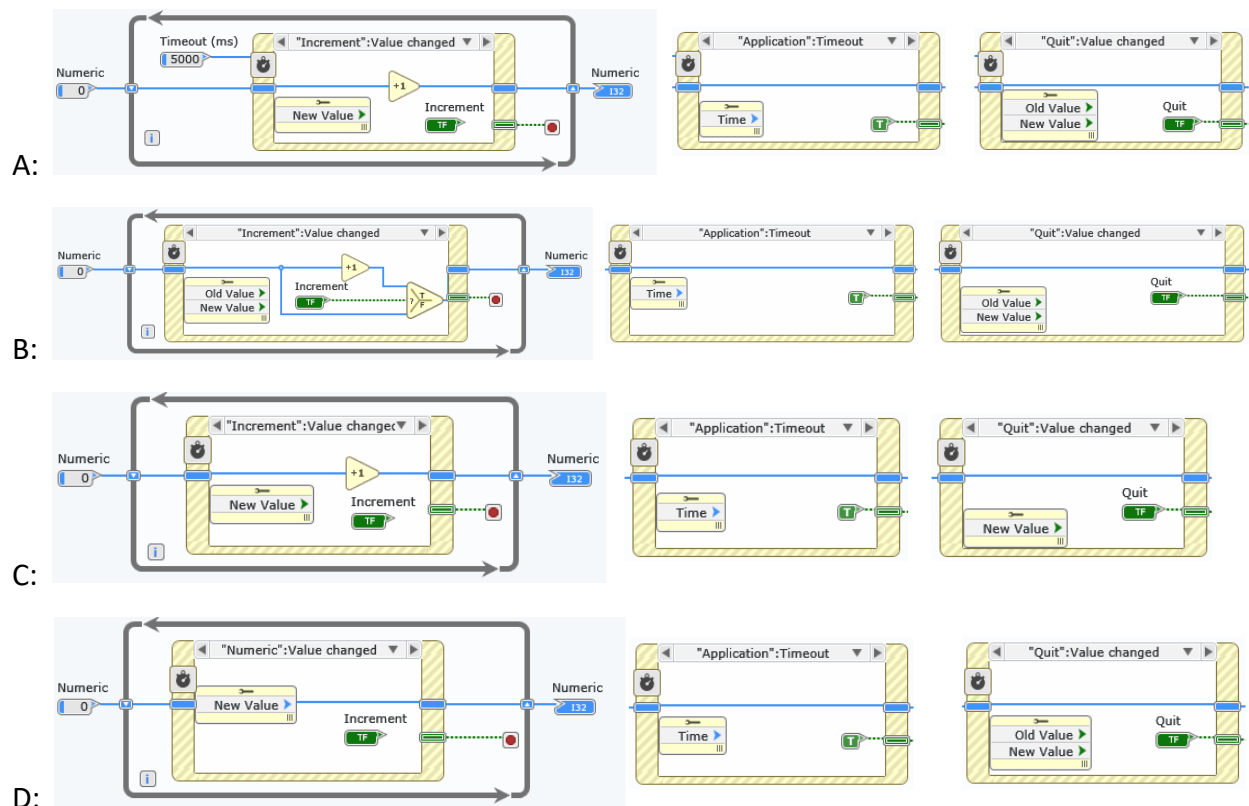 Timeout (ms)
5000
"Increment":Value changed
"Application":Timeout
"Quit":Value changed
Numeric
0
+1
Increment
TF
New Value
Numeric
I32
i
Time
T
Old Value
New Value
Quit
TF
A:
"Increment":Value changed
"Application":Timeout
"Quit":Value changed
Numeric
0
+1
Increment
TF
Old Value
New Value
?
T
F
Numeric
I32
i
Time
T
Old Value
New Value
Quit
TF
B:
"Increment":Value changed
"Application":Timeout
"Quit":Value changed
Numeric
0
+1
Increment
TF
New Value
Numeric
I32
i
Time
T
New Value
Quit
TF
C:
"Numeric":Value changed
"Application":Timeout
"Quit":Value changed
Numeric
0
New Value
Increment
TF
Numeric
I32
i
Time
T
Old Value
New Value
Quit
TF
D: